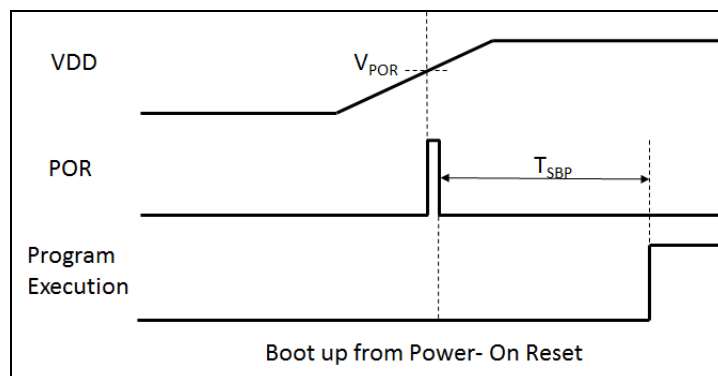 VDD
VPOR
POR
TSBP
Program
Execution
Boot up from Power- On Reset